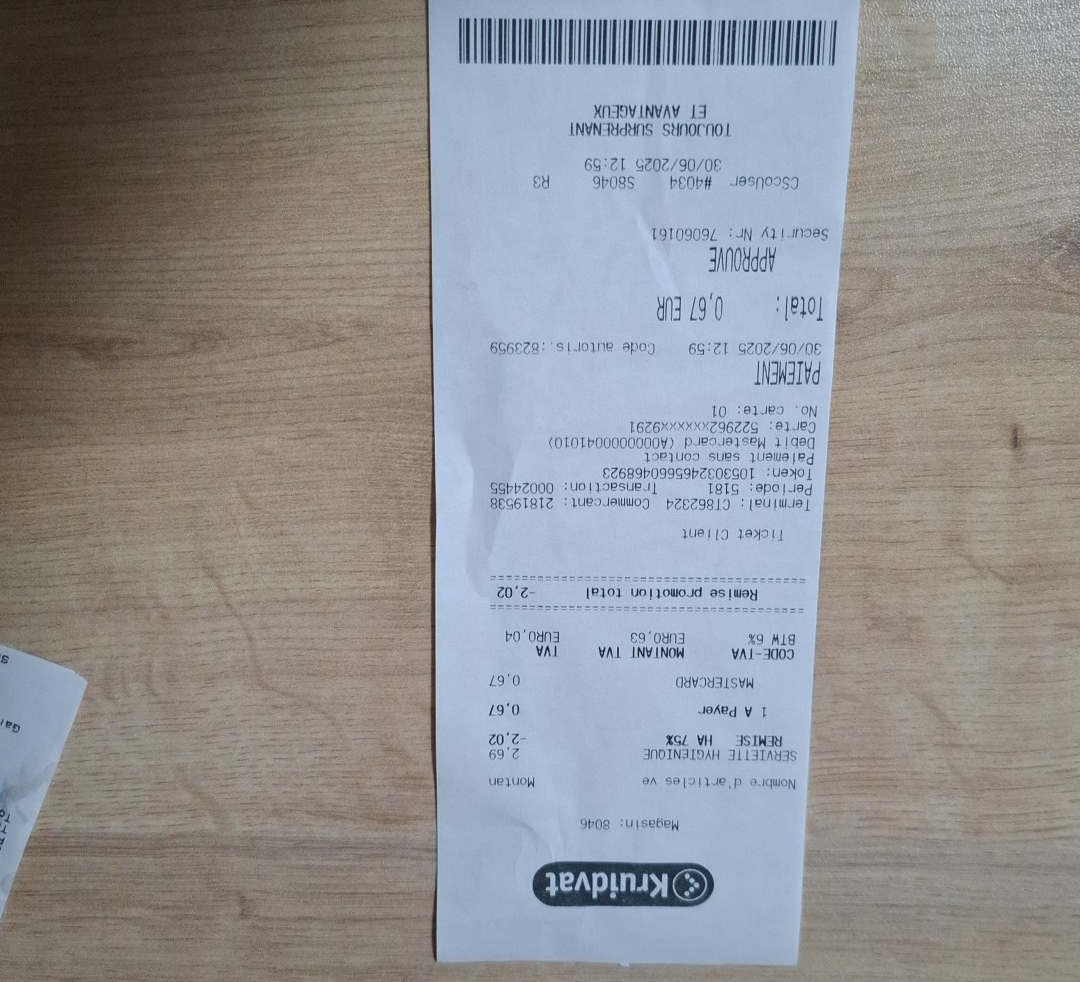 Kruidvat
Magasin: 8046
Nombre d'articles ve Montan
SERVIETTE HYGIENIQUE 2,69
REMISE HA 75% -2,02
1 A Payer 0,67
MASTERCARD 0,67
CODE-TVA MONTANT TVA TVA
BTW 6% EURO,63 EURO,04
Remise promotion total -2,02
Ticket Client
Terminal: CT862324 Commercant: 21819538
Periode: 5181 Transaction: 00024455
Token: 1053032465660468923
Paiement sans contact
Debit Mastercard (A0000000041010)
Carte: 522962xxxxxxx9291
No. carte: 01
PAIEMENT
30/06/2025 12:59 Code autoris.:823959
Total: 0,67 EUR
APPROUVE
Security Nr: 76060161
CScoUser #4034 S8046 R3
30/06/2025 12:59
TOUJOURS SURPRENANT
ET AVANTAGEUX
Gar